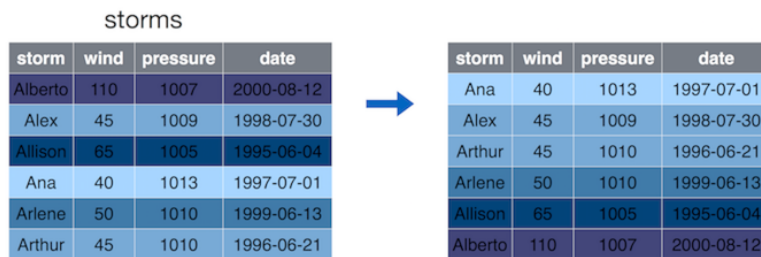 storms
storm wind pressure date
Alberto 110 1007 2000-08-12
Alex 45 1009 1998-07-30
Allison 65 1005 1995-06-04
Ana 40 1013 1997-07-01
Arlene 50 1010 1999-06-13
Arthur 45 1010 1996-06-21
storm wind pressure date
Ana 40 1013 1997-07-01
Alex 45 1009 1998-07-30
Arthur 45 1010 1996-06-21
Arlene 50 1010 1999-06-13
Allison 65 1005 1995-06-04
Alberto 110 1007 2000-08-12